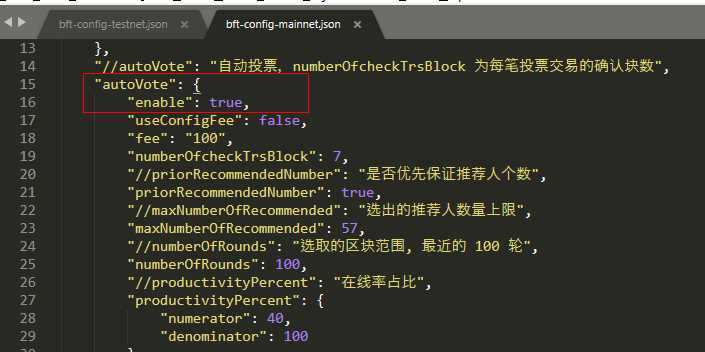 bft-config-testnet.json
bft-config-mainnet.json
13 },
14 "//autoVote": "自动投票, numberOfcheckTrsBlock 为每笔投票交易的确认块数",
15 "autoVote": {
16 "enable": true,
17 "useConfigFee": false,
18 "fee": "100",
19 "numberOfcheckTrsBlock": 7,
20 "//priorRecommendedNumber": "是否优先保证推荐人个数",
21 "priorRecommendedNumber": true,
22 "//maxNumberOfRecommended": "选出的推荐人数量上限",
23 "maxNumberOfRecommended": 57,
24 "//numberOfRounds": "选取的区块范围, 最近的 100 轮",
25 "numberOfRounds": 100,
26 "//productivityPercent": "在线率占比",
27 "productivityPercent": {
28 "numerator": 40,
29 "denominator": 100